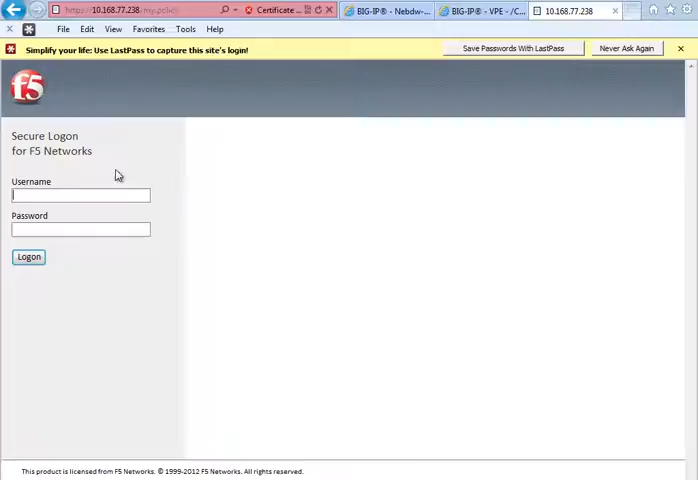 https://10.168.77.238/my.policy
Certificate...
BIG-IP® - Nebdw-...
BIG-IP® - VPE - /C...
10.168.77.238
File Edit View Favorites Tools Help
Simplify your life: Use LastPass to capture this site's login!
Save Passwords With LastPass
Never Ask Again
f5
Secure Logon
for F5 Networks
Username
Password
Logon
This product is licensed from F5 Networks. © 1999-2012 F5 Networks. All rights reserved.